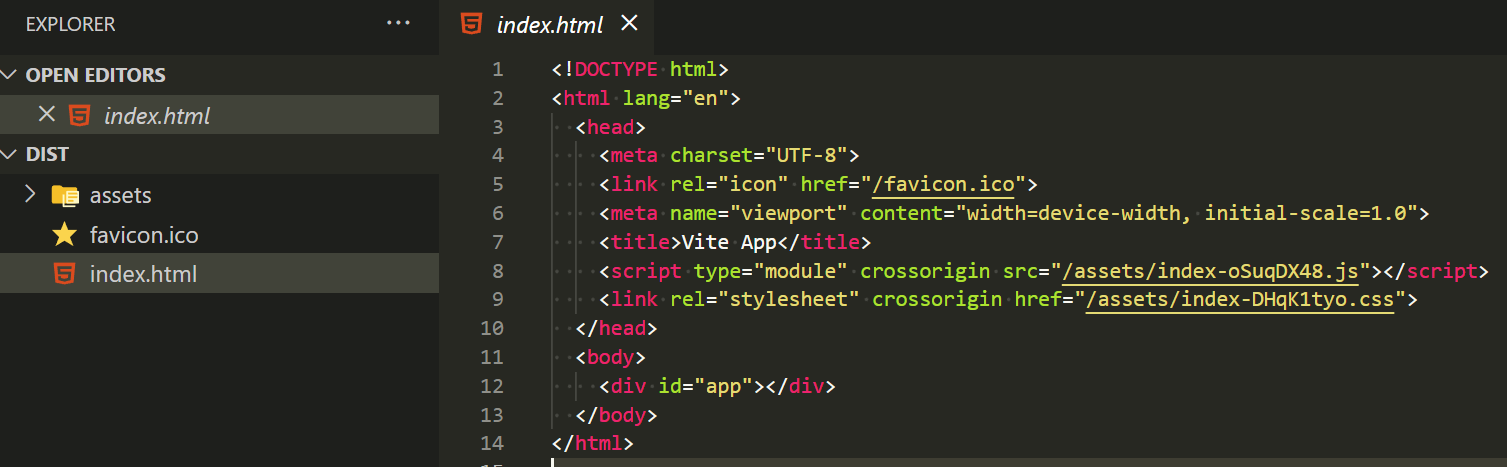 EXPLORER ···
OPEN EDITORS
index.html
DIST
assets
favicon.ico
index.html
index.html
1 <!DOCTYPE html>
2 <html lang="en">
3   <head>
4     <meta charset="UTF-8">
5     <link rel="icon" href="/favicon.ico">
6     <meta name="viewport" content="width=device-width, initial-scale=1.0">
7     <title>Vite App</title>
8     <script type="module" crossorigin src="/assets/index-oSuqDX48.js"></script>
9     <link rel="stylesheet" crossorigin href="/assets/index-DHqK1tyo.css">
10   </head>
11   <body>
12     <div id="app"></div>
13   </body>
14 </html>
15